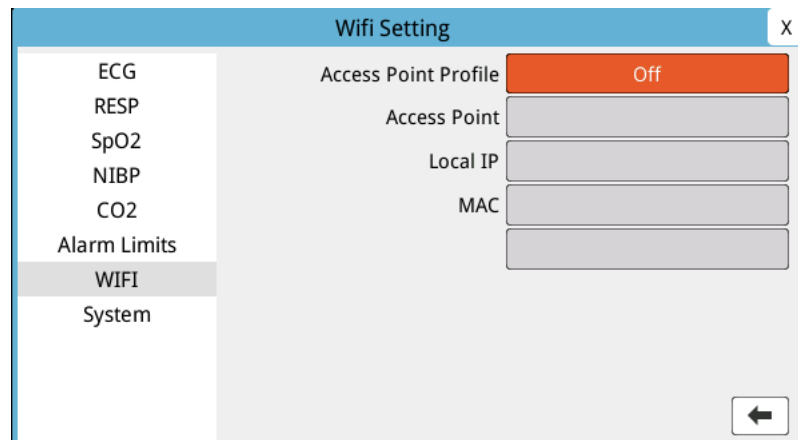 Wifi Setting
X
ECG
RESP
SpO2
NIBP
CO2
Alarm Limits
WIFI
System
Access Point Profile
Off
Access Point
Local IP
MAC